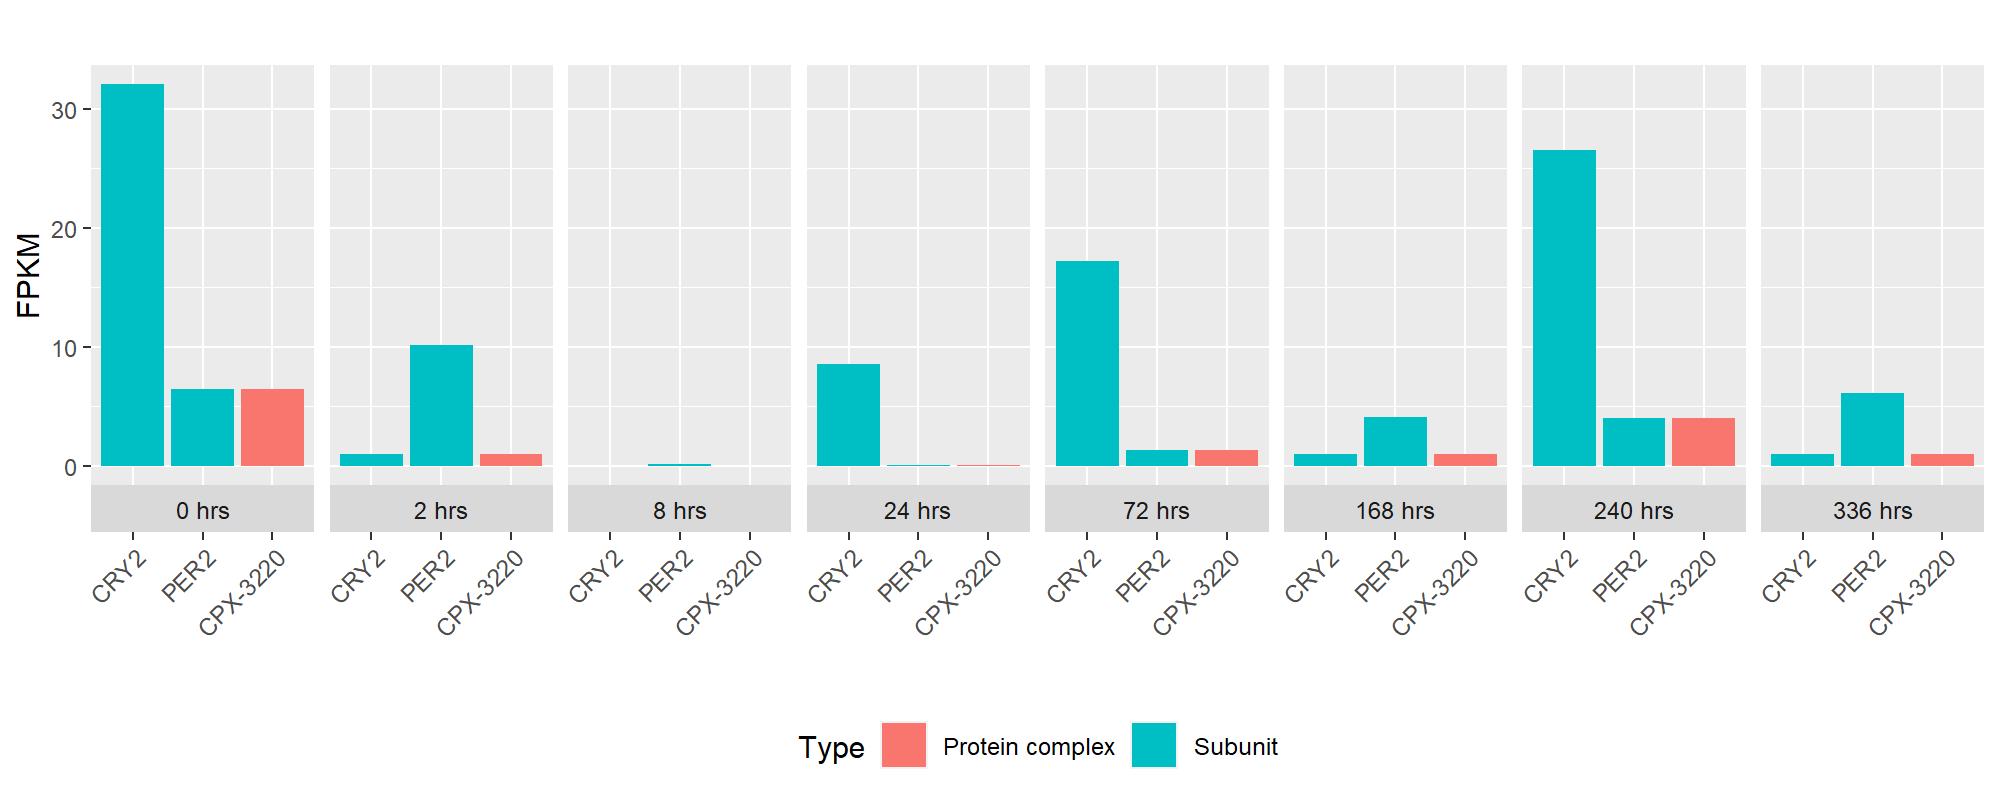 FPKM
30
20
10
0
0 hrs 2 hrs 8 hrs 24 hrs 72 hrs 168 hrs 240 hrs 336 hrs
CRY2 PER2 CPX-3220 CRY2 PER2 CPX-3220 CRY2 PER2 CPX-3220 CRY2 PER2 CPX-3220 CRY2 PER2 CPX-3220 CRY2 PER2 CPX-3220 CRY2 PER2 CPX-3220 CRY2 PER2 CPX-3220
Type Protein complex Subunit